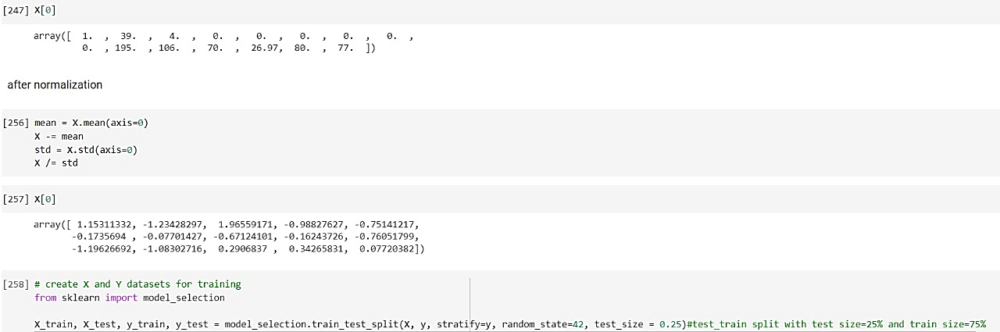 [247] X[0]
array([ 1. , 39. , 4. , 0. , 0. , 0. , 0. , 0. ,
0. , 195. , 106. , 70. , 26.97, 80. , 77. ])
after normalization
[256] mean = X.mean(axis=0)
X -= mean
std = X.std(axis=0)
X /= std
[257] X[0]
array([ 1.15311332, -1.23428297, 1.96559171, -0.98827627, -0.75141217,
-0.1735694 , -0.07701427, -0.67124101, -0.16243726, -0.76051799,
-1.19626692, -1.08302716, 0.2906837 , 0.34265831, 0.07720382])
[258] # create X and Y datasets for training
from sklearn import model_selection
X_train, X_test, y_train, y_test = model_selection.train_test_split(X, y, stratify=y, random_state=42, test_size = 0.25)#test_train split with test size=25% and train size=75%